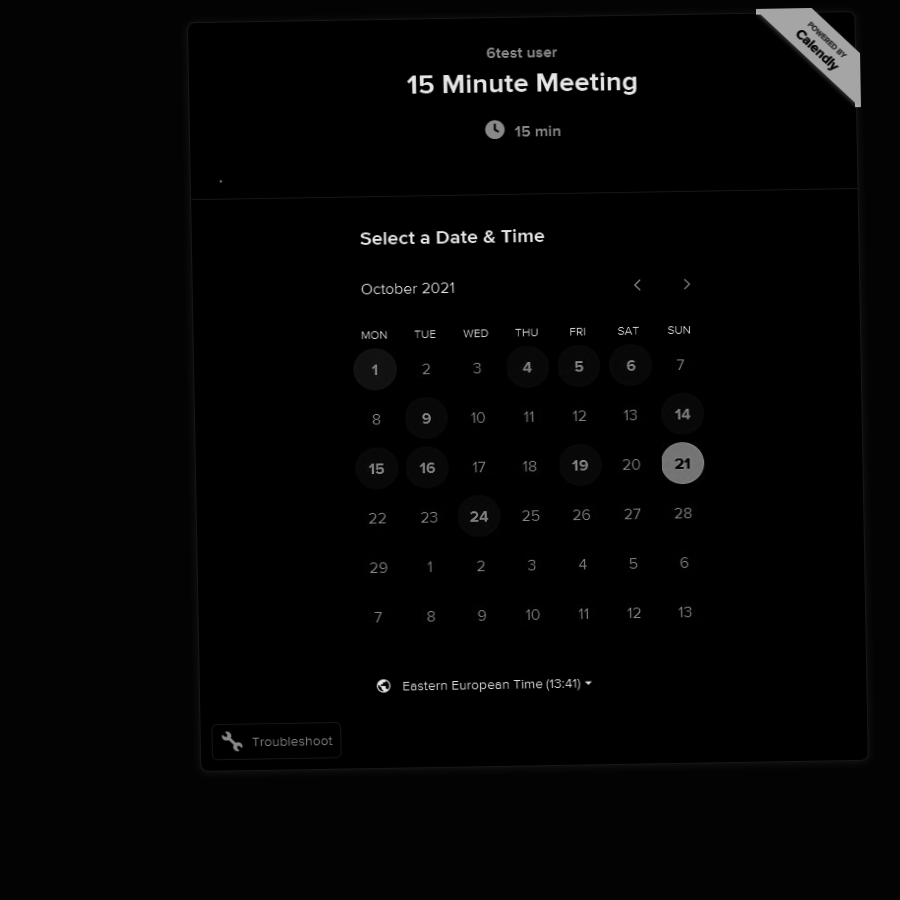 POWERED BY
Calendly
6test user
15 Minute Meeting
15 min
.
Select a Date & Time
October 2021
MON TUE WED THU FRI SAT SUN
1 2 3 4 5 6 7
8 9 10 11 12 13 14
15 16 17 18 19 20 21
22 23 24 25 26 27 28
29 1 2 3 4 5 6
7 8 9 10 11 12 13
Eastern European Time (13:41)
Troubleshoot